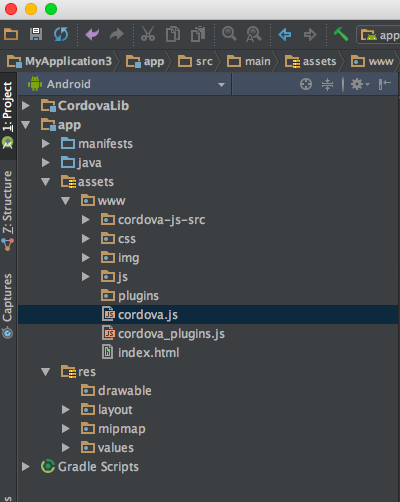 app
MyApplication3 app src main assets www
Android
CordovaLib
app
manifests
java
assets
www
cordova-js-src
css
img
js
plugins
cordova.js
cordova_plugins.js
index.html
res
drawable
layout
mipmap
values
Gradle Scripts
1: Project
7: Structure
Captures